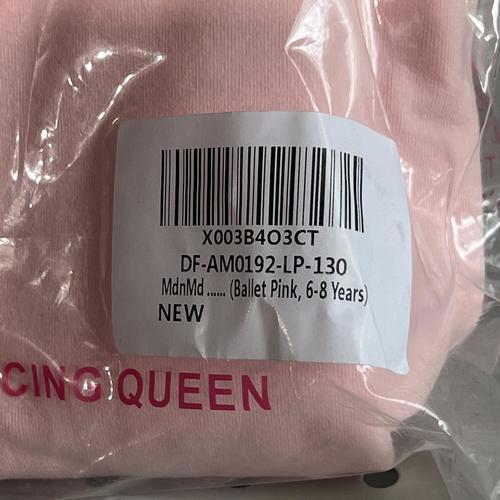 X003B4O3CT
DF-AM0192-LP-130
MdnMd ...... (Ballet Pink, 6-8 Years)
NEW
CING QUEEN